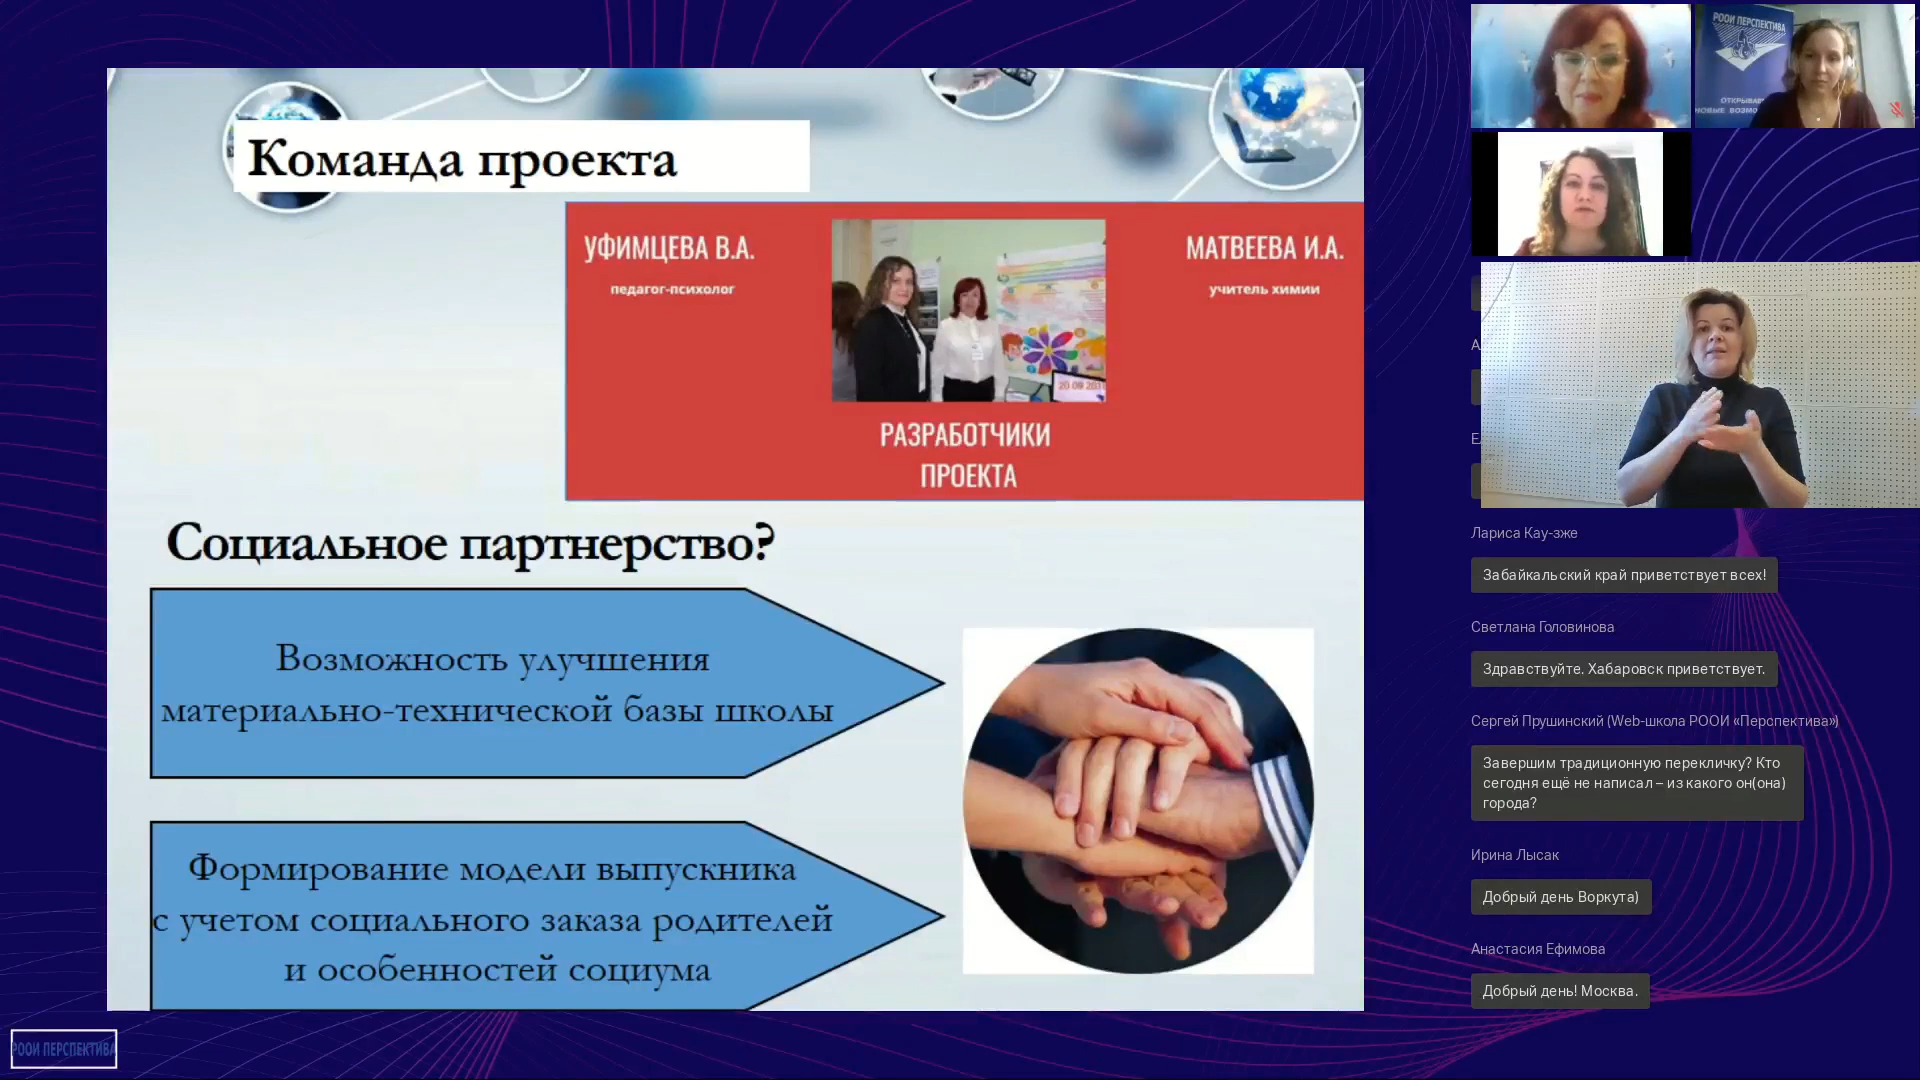 Команда проекта
УФИМЦЕВА В.А.
педагог-психолог
МАТВЕЕВА И.А.
учитель химии
РАЗРАБОТЧИКИ
ПРОЕКТА
Социальное партнерство?
Возможность улучшения
материально-технической базы школы
Формирование модели выпускника
с учетом социального заказа родителей
и особенностей социума
РООИ ПЕРСПЕКТИВА
РООИ ПЕРСПЕКТИВА
НОВЫЕ
Лариса Кау-зже
Забайкальский край приветствует всех!
Светлана Головинова
Здравствуйте. Хабаровск приветствует.
Сергей Прушинский (Web-школа РООИ «Перспектива»)
Завершим традиционную перекличку? Кто
сегодня ещё не написал – из какого он(она)
города?
Ирина Лысак
Добрый день Воркута)
Анастасия Ефимова
Добрый день! Москва.